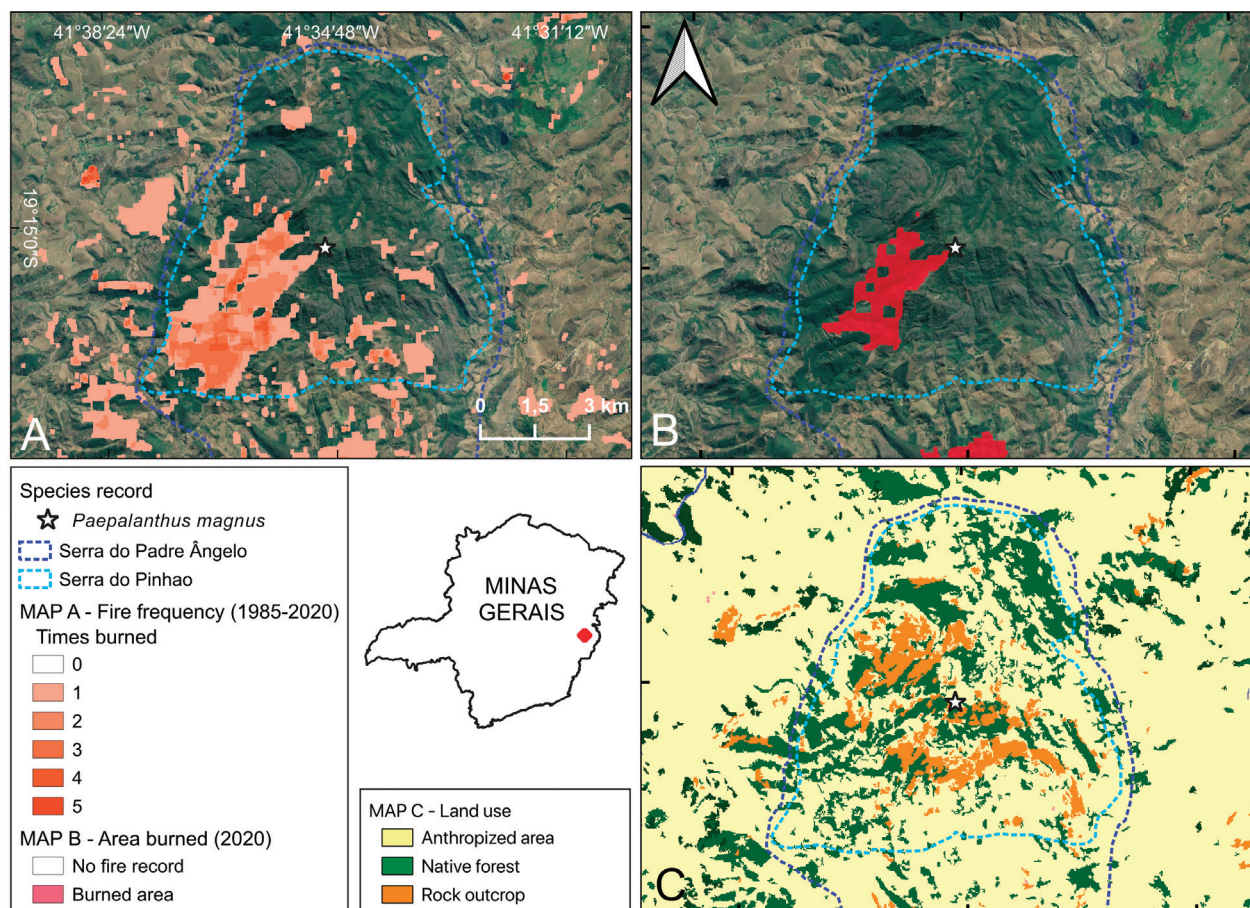 41°38′24″W 41°34′48″W 41°31′12″W
19°15′0″S
A
0 1,5 3 km
B
Species record
Paepalanthus magnus
Serra do Padre Ângelo
Serra do Pinhao
MAP A - Fire frequency (1985-2020)
Times burned
0
1
2
3
4
5
MAP B - Area burned (2020)
No fire record
Burned area
MINAS
GERAIS
MAP C - Land use
Anthropized area
Native forest
Rock outcrop
C